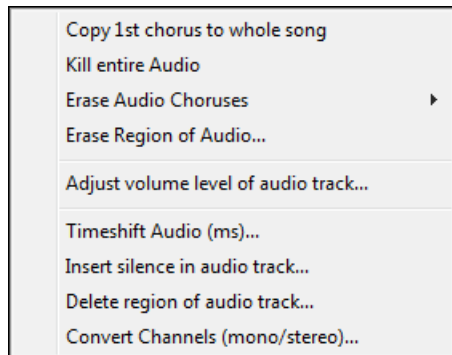 Copy 1st chorus to whole song
Kill entire Audio
Erase Audio Choruses
Erase Region of Audio...
Adjust volume level of audio track...
Timeshift Audio (ms)...
Insert silence in audio track...
Delete region of audio track...
Convert Channels (mono/stereo)...